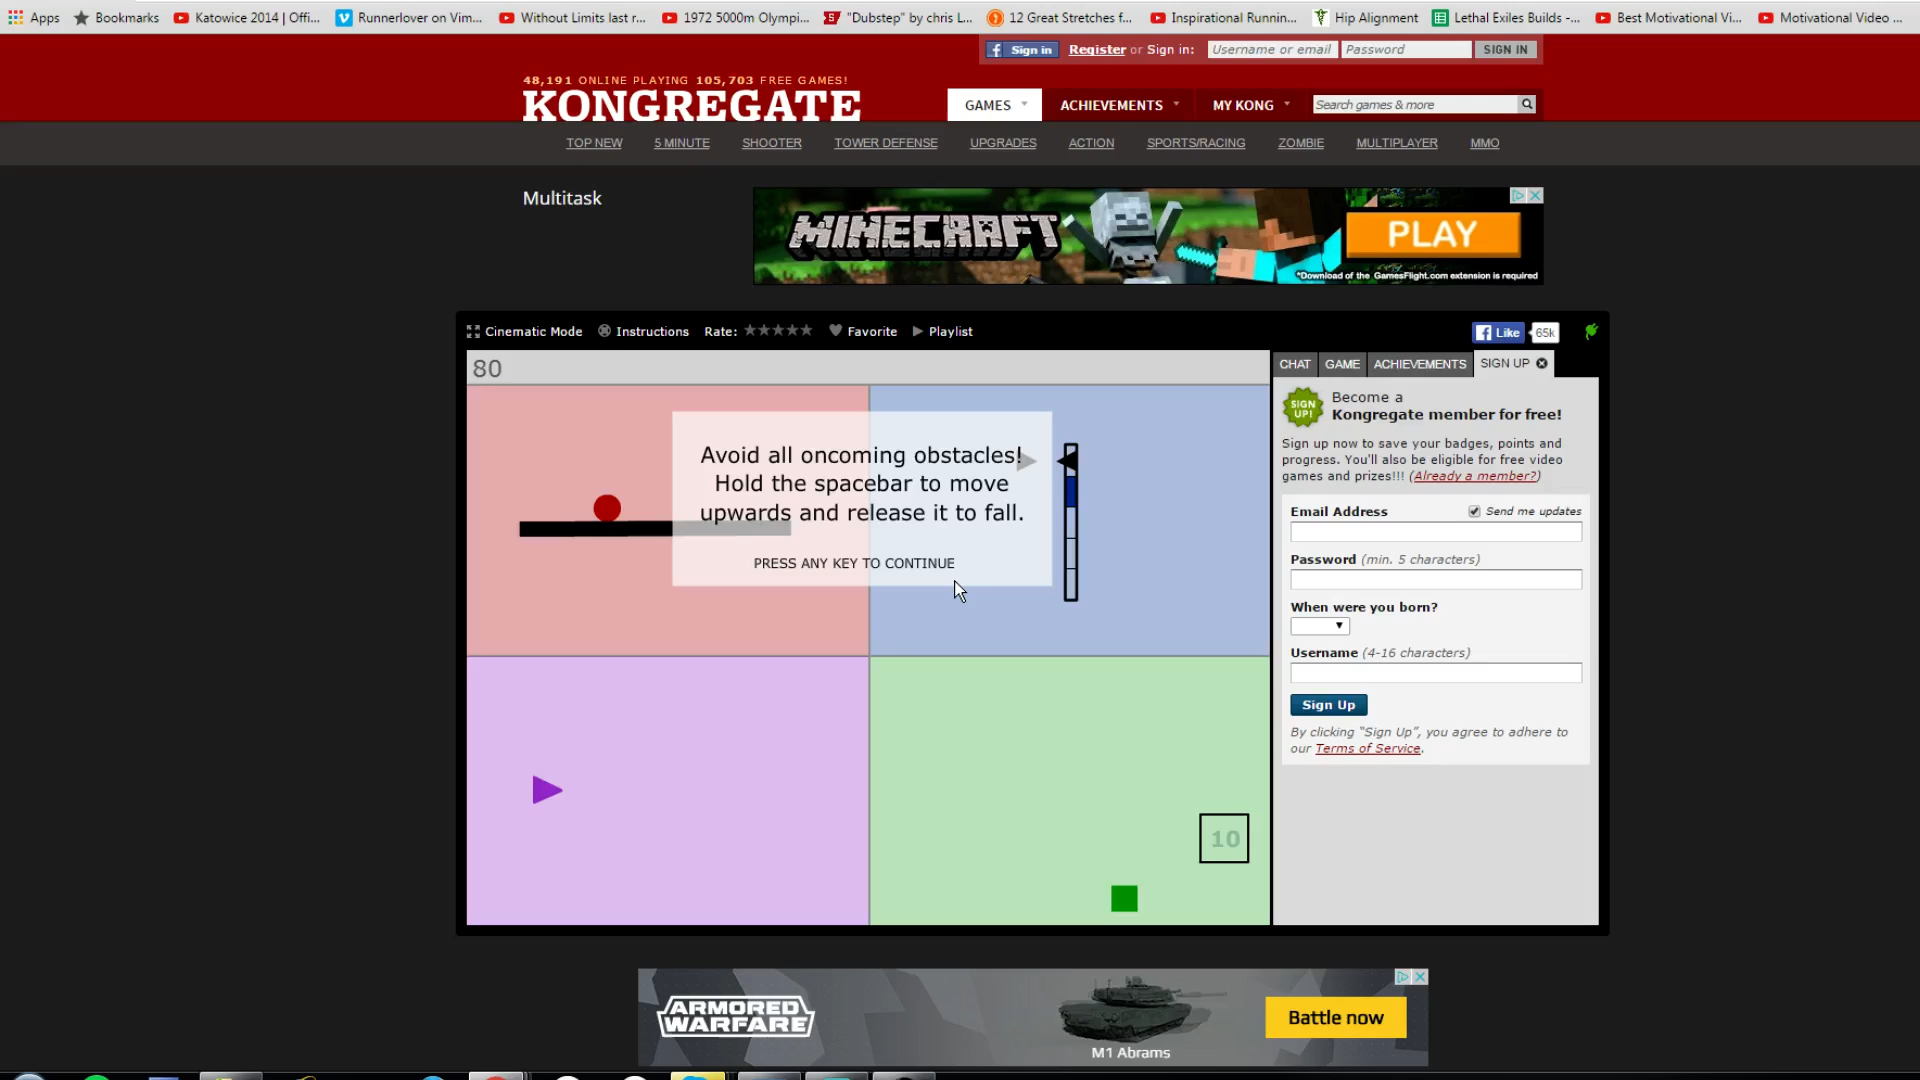 Apps Bookmarks Katowice 2014 | Offi... Runnerlover on Vim... Without Limits last r... 1972 5000m Olympi... "Dubstep" by chris L... 12 Great Stretches f... Inspirational Runnin... Hip Alignment Lethal Exiles Builds -... Best Motivational Vi... Motivational Video ...
f Sign in Register or Sign in: Username or email Password SIGN IN
48,191 ONLINE PLAYING 105,703 FREE GAMES!
KONGREGATE
GAMES ACHIEVEMENTS MY KONG Search games & more
TOP NEW 5 MINUTE SHOOTER TOWER DEFENSE UPGRADES ACTION SPORTS/RACING ZOMBIE MULTIPLAYER MMO
Multitask
MINECRAFT
PLAY
*Download of the GamesFlight.com extension is required
Cinematic Mode Instructions Rate: Favorite Playlist
f Like 65k
80
Avoid all oncoming obstacles!
Hold the spacebar to move
upwards and release it to fall.
PRESS ANY KEY TO CONTINUE
10
CHAT GAME ACHIEVEMENTS SIGN UP
SIGN
UP!
Become a
Kongregate member for free!
Sign up now to save your badges, points and
progress. You'll also be eligible for free video
games and prizes!!! (Already a member?)
Email Address Send me updates
Password (min. 5 characters)
When were you born?
Username (4-16 characters)
Sign Up
By clicking "Sign Up", you agree to adhere to
our Terms of Service.
ARMORED
WARFARE
M1 Abrams
Battle now